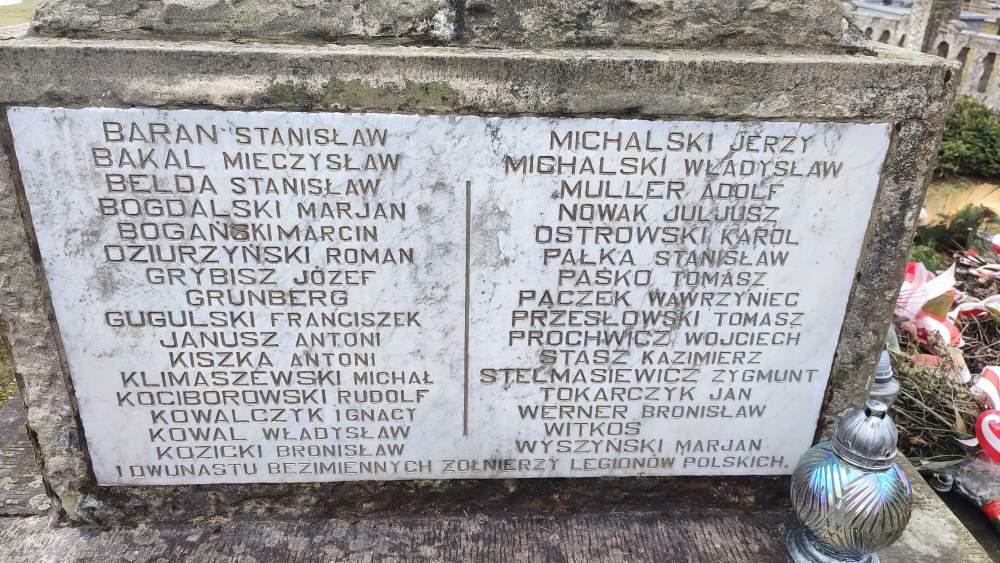 BARAN STANISŁAW
BAKAL MIECZYSŁAW
BEŁDA STANISŁAW
BOGDALSKI MARJAN
BOGAŃSKI MARCIN
DZIURZYŃSKI ROMAN
GRYBISZ JÓZEF
GRUNBERG
GUGULSKI FRANCISZEK
JANUSZ ANTONI
KISZKA ANTONI
KLIMASZEWSKI MICHAŁ
KOCIBOROWSKI RUDOLF
KOWALCZYK IGNACY
KOWAL WŁADYSŁAW
KOZICKI BRONISŁAW
MICHALSKI JERZY
MICHALSKI WŁADYSŁAW
MULLER ADOLF
NOWAK JULJUSZ
OSTROWSKI KAROL
PAŁKA STANISŁAW
PAŚKO TOMASZ
PĄCZEK WAWRZYNIEC
PRZESŁOWSKI TOMASZ
PROCHWICZ WOJCIECH
STASZ KAZIMIERZ
STELMASIEWICZ ZYGMUNT
TOKARCZYK JAN
WERNER BRONISŁAW
WITKOŚ
WYSZYŃSKI MARJAN
I DWUNASTU BEZIMIENNYCH ŻOŁNIERZY LEGIONÓW POLSKICH.